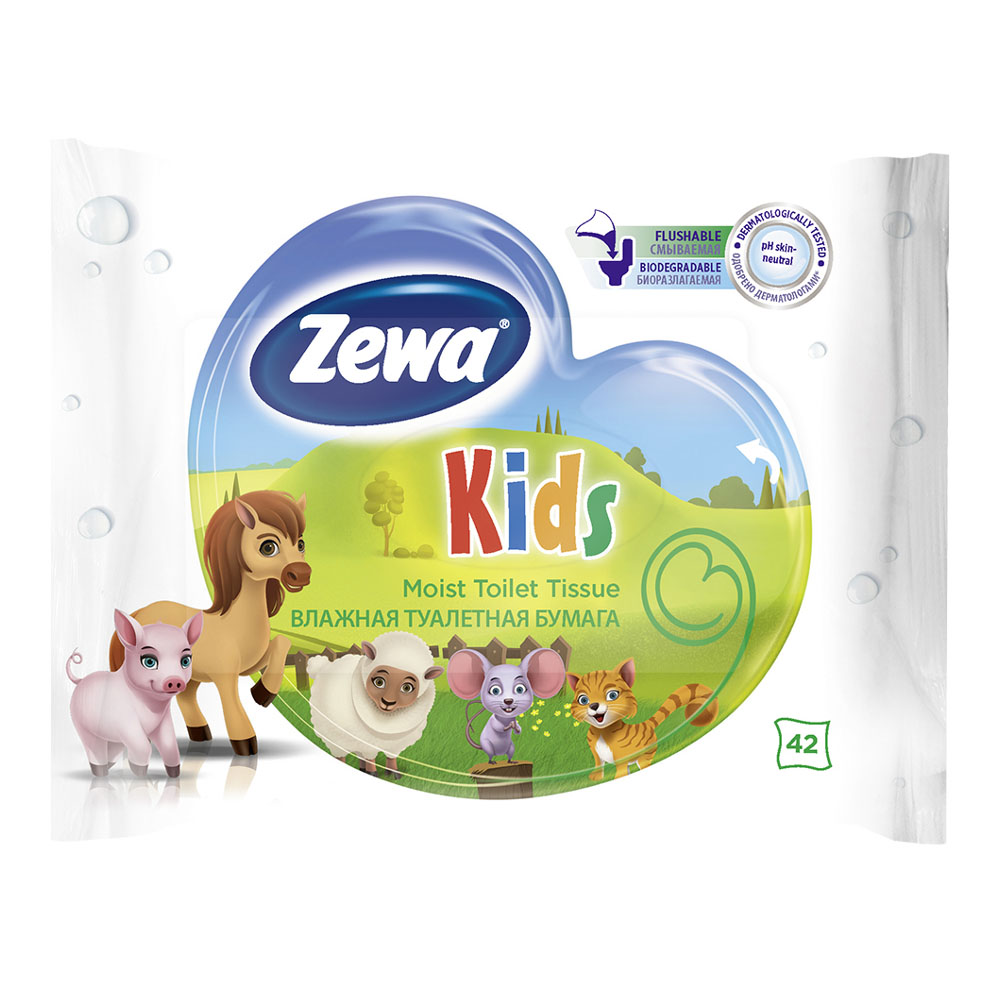 Zewa®
FLUSHABLE
СМЫВАЕМАЯ
BIODEGRADABLE
БИОРАЗЛАГАЕМАЯ
DERMATOLOGICALLY TESTED
pH skin-
neutral
ОДОБРЕНО ДЕРМАТОЛОГАМИ*
Kids
Moist Toilet Tissue
ВЛАЖНАЯ ТУАЛЕТНАЯ БУМАГА
42